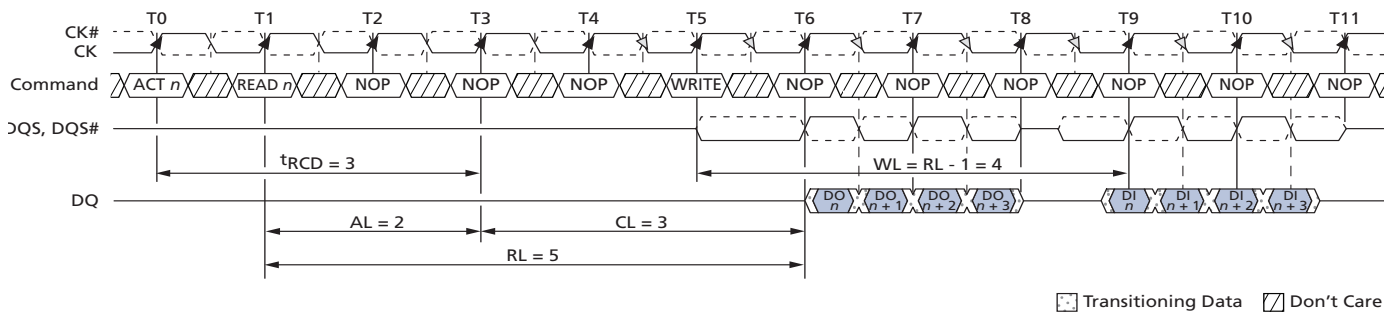 T0 T1 T2 T3 T4 T5 T6 T7 T8 T9 T10 T11
CK#
CK
Command ACT n READ n NOP NOP NOP WRITE NOP NOP NOP NOP NOP NOP
DQS, DQS#
tRCD = 3 WL = RL - 1 = 4
DQ DO n DO n + 1 DO n + 2 DO n + 3 DI n DI n + 1 DI n + 2 DI n + 3
AL = 2 CL = 3
RL = 5
Transitioning Data Don't Care